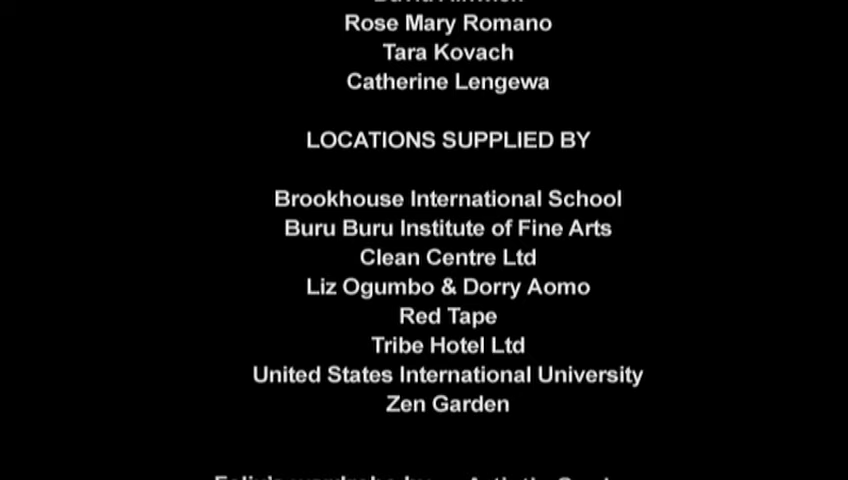 Rose Mary Romano
Tara Kovach
Catherine Lengewa
LOCATIONS SUPPLIED BY
Brookhouse International School
Buru Buru Institute of Fine Arts
Clean Centre Ltd
Liz Ogumbo & Dorry Aomo
Red Tape
Tribe Hotel Ltd
United States International University
Zen Garden